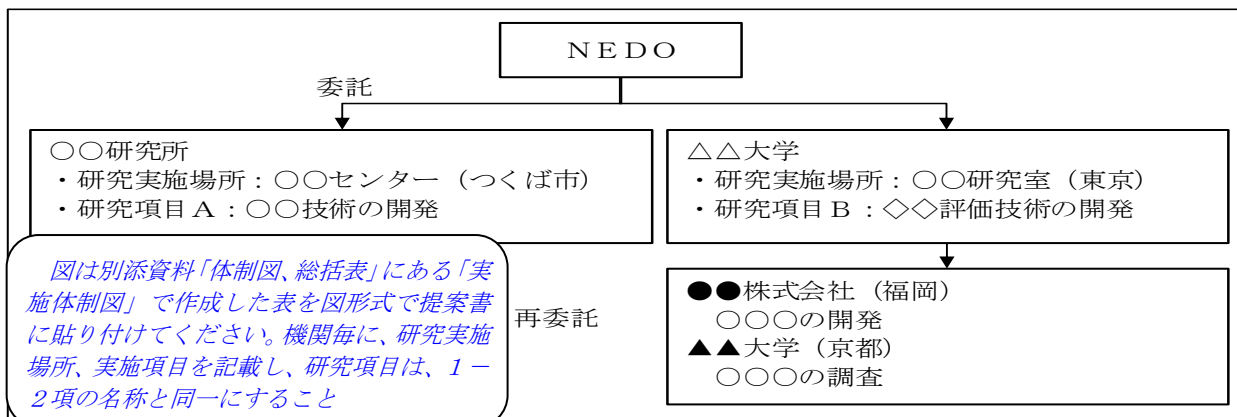 ＮＥＤＯ
委託
○○研究所
・研究実施場所：○○センター（つくば市）
・研究項目Ａ：○○技術の開発
△△大学
・研究実施場所：○○研究室（東京）
・研究項目Ｂ：◇◇評価技術の開発
図は別添資料「体制図、総括表」にある「実
施体制図」で作成した表を図形式で提案書
に貼り付けてください。機関毎に、研究実施
場所、実施項目を記載し、研究項目は、１－
２項の名称と同一にすること
再委託
●●株式会社（福岡）
○○○の開発
▲▲大学（京都）
○○○の調査